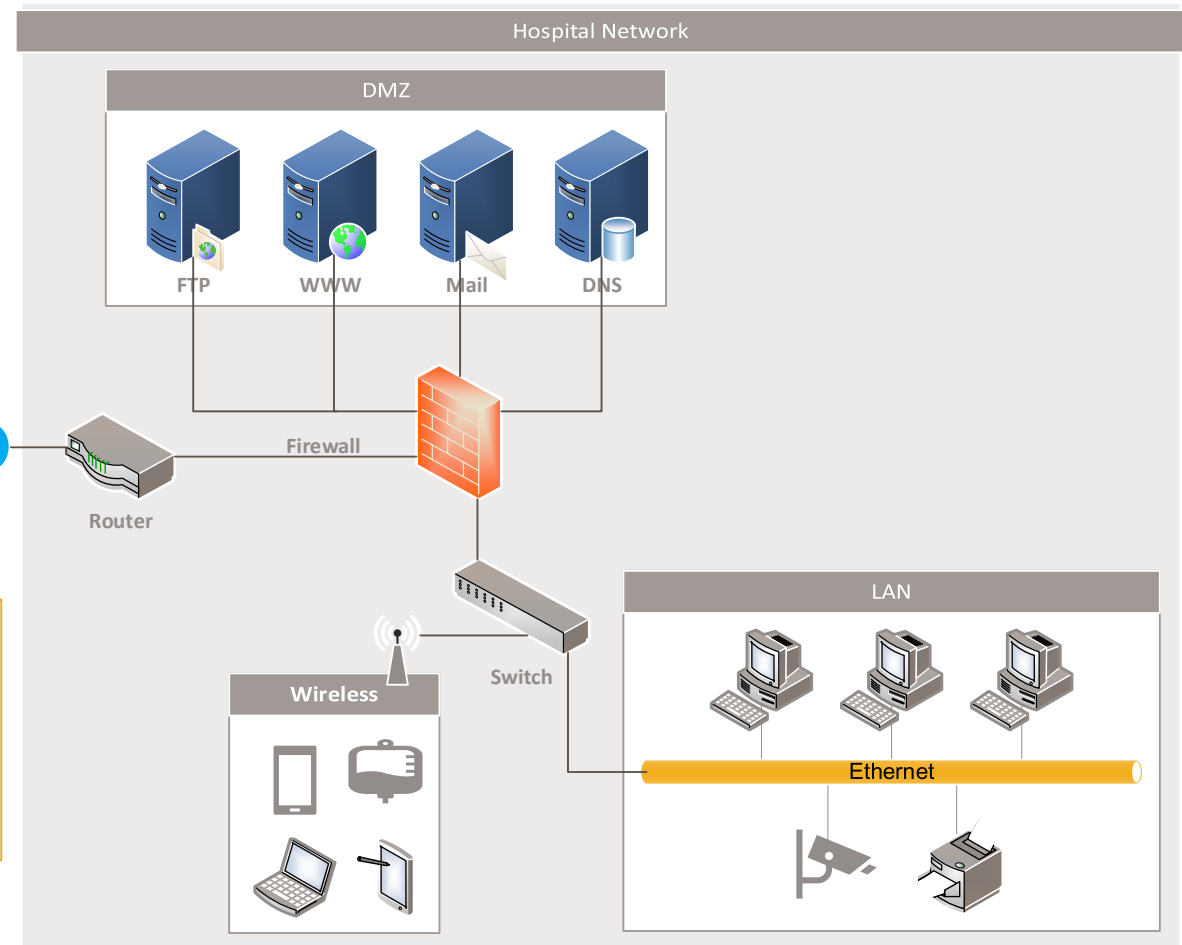 Hospital Network
DMZ
FTP
WWW
Mail
DNS
Firewall
Router
Switch
LAN
Wireless
Ethernet